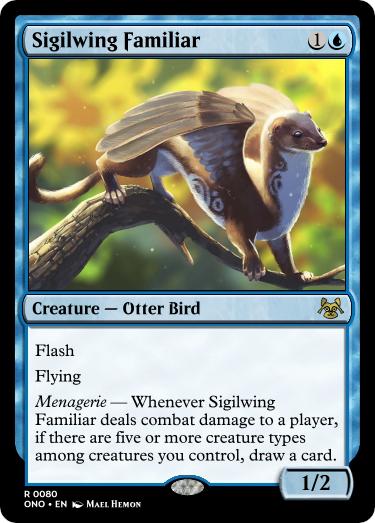 Sigilwing Familiar 1
Creature — Otter Bird
Flash
Flying
Menagerie — Whenever Sigilwing
Familiar deals combat damage to a player,
if there are five or more creature types
among creatures you control, draw a card.
1/2
R 0080
ONO • EN Mael Hemon